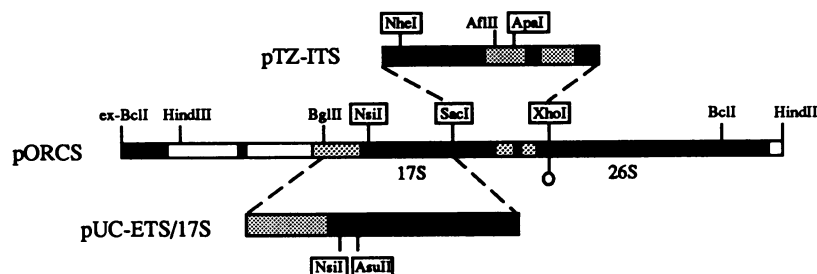 NheI AflII ApaI
pTZ-ITS
ex-BclI HindIII BglII NsiI SacI XhoI BclI HindII
pORCS
17S 26S
pUC-ETS/17S
NsiI AsuII